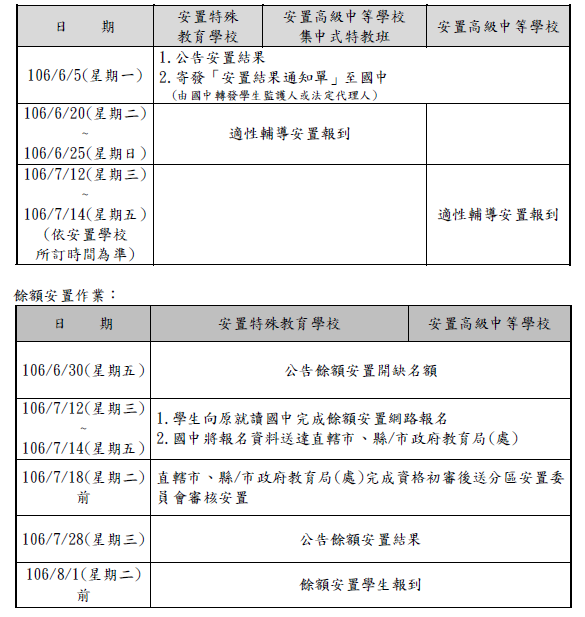 日 期
安置特殊
教育學校
安置高級中等學校
集中式特教班
安置高級中等學校
106/6/5(星期一)
1.公告安置結果
2.寄發「安置結果通知單」至國中
(由國中轉發學生監護人或法定代理人)
106/6/20(星期二)
~
106/6/25(星期日)
適性輔導安置報到
106/7/12(星期三)
~
106/7/14(星期五)
(依安置學校
所訂時間為準)
適性輔導安置報到
餘額安置作業：
日 期
安置特殊教育學校
安置高級中等學校
106/6/30(星期五)
公告餘額安置開缺名額
106/7/12(星期三)
~
106/7/14(星期五)
1.學生向原就讀國中完成餘額安置網路報名
2.國中將報名資料送達直轄市、縣/市政府教育局(處)
106/7/18(星期二)
前
直轄市、縣/市政府教育局(處)完成資格初審後送分區安置委
員會審核安置
106/7/28(星期三)
公告餘額安置結果
106/8/1(星期二)
前
餘額安置學生報到